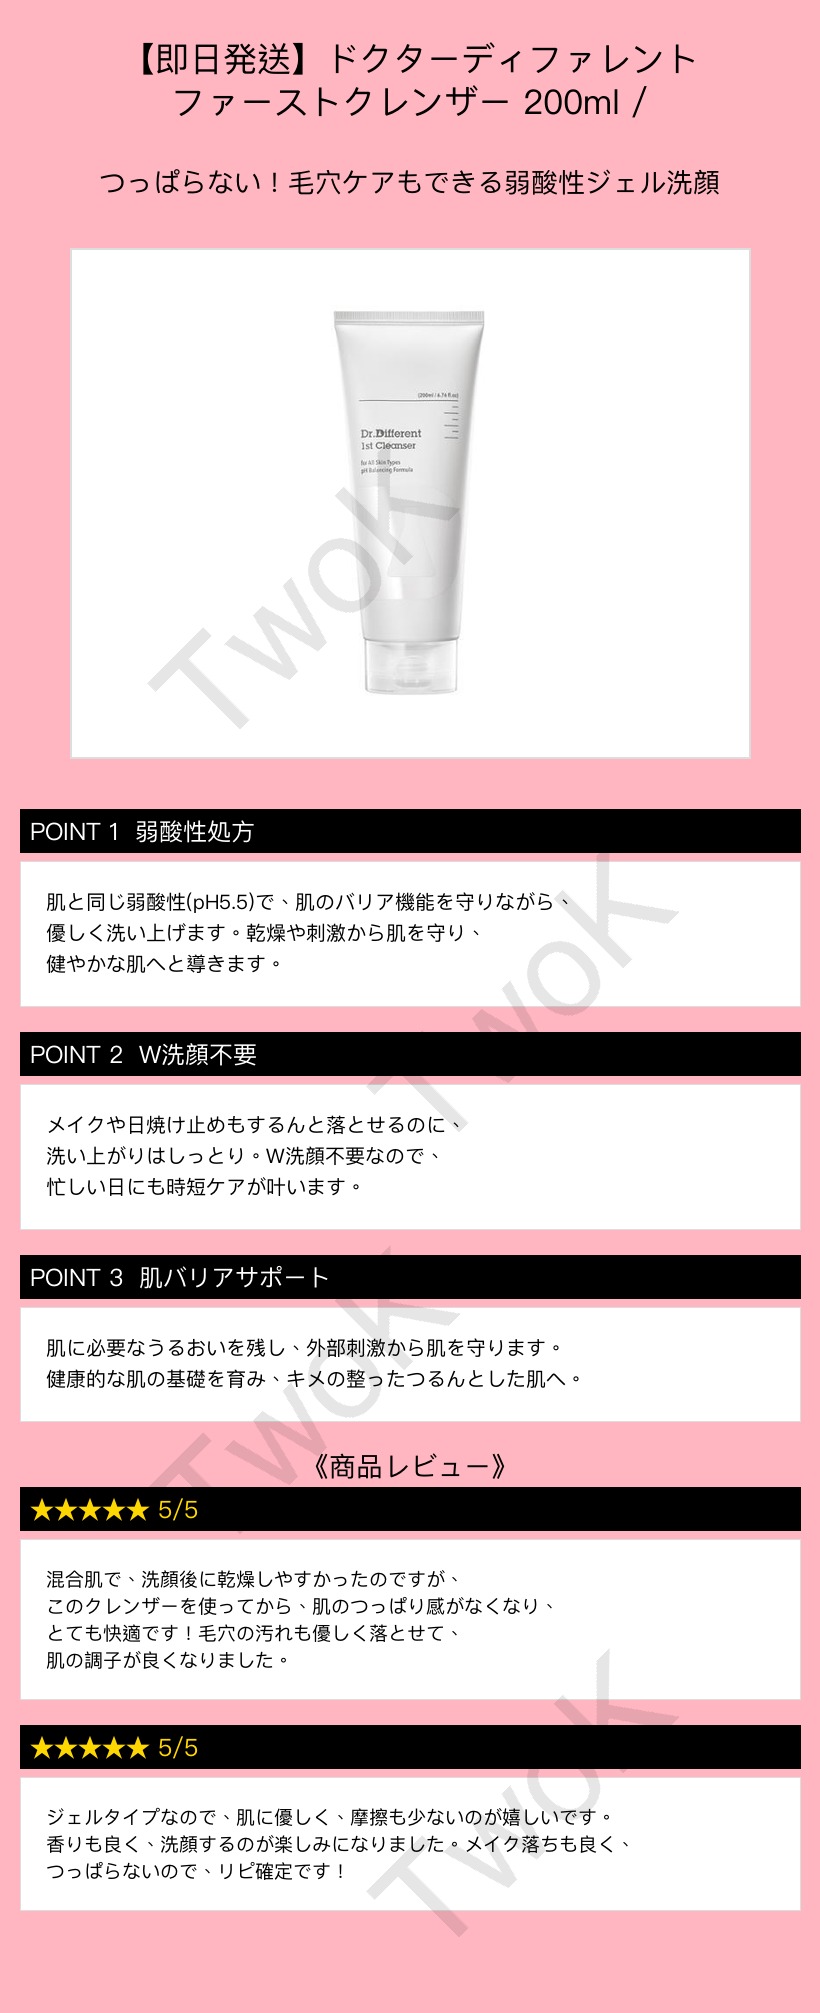 【即日発送】ドクターディファレント
ファーストクレンザー 200ml /
つっぱらない！毛穴ケアもできる弱酸性ジェル洗顔
(200ml / 6.76 fl.oz)
Dr.Different
1st Cleanser
for All Skin Types
pH Balancing Formula
TwoK
POINT 1 弱酸性処方
肌と同じ弱酸性(pH5.5)で、肌のバリア機能を守りながら、
優しく洗い上げます。乾燥や刺激から肌を守り、
健やかな肌へと導きます。
TwoK
POINT 2 W洗顔不要
メイクや日焼け止めもするんと落とせるのに、
洗い上がりはしっとり。W洗顔不要なので、
忙しい日にも時短ケアが叶います。
POINT 3 肌バリアサポート
肌に必要なうるおいを残し、外部刺激から肌を守ります。
健康的な肌の基礎を育み、キメの整ったつるんとした肌へ。
TwoK
《商品レビュー》
★★★★★ 5/5
混合肌で、洗顔後に乾燥しやすかったのですが、
このクレンザーを使ってから、肌のつっぱり感がなくなり、
とても快適です！毛穴の汚れも優しく落とせて、
肌の調子が良くなりました。
★★★★★ 5/5
ジェルタイプなので、肌に優しく、摩擦も少ないのが嬉しいです。
香りも良く、洗顔するのが楽しみになりました。メイク落ちも良く、
つっぱらないので、リピ確定です！
TwoK